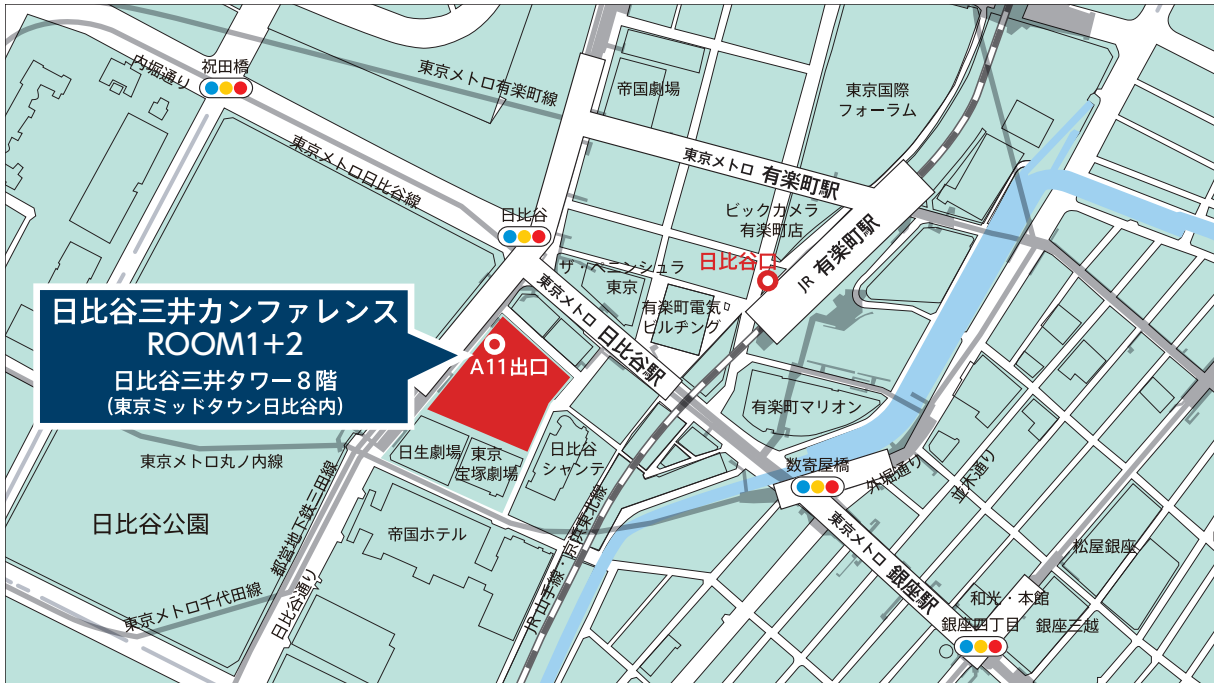 内堀通り
祝田橋
東京メトロ有楽町線
帝国劇場
東京国際
フォーラム
東京メトロ日比谷線
東京メトロ 有楽町駅
日比谷
ビックカメラ
有楽町店
JR 有楽町駅
日比谷口
ザ・ペニンシュラ
東京
東京メトロ 日比谷駅
有楽町電気
ビルヂング
日比谷三井カンファレンス
ROOM1+2
日比谷三井タワー8階
(東京ミッドタウン日比谷内)
A11出口
有楽町マリオン
日生劇場
東京
宝塚劇場
日比谷
シャンテ
東京メトロ丸ノ内線
数寄屋橋
外堀通り
並木通り
日比谷公園
都営地下鉄三田線
帝国ホテル
JR山手線・京浜東北線
東京メトロ 銀座駅
松屋銀座
東京メトロ千代田線
日比谷通り
和光・本館
銀座四丁目
銀座三越